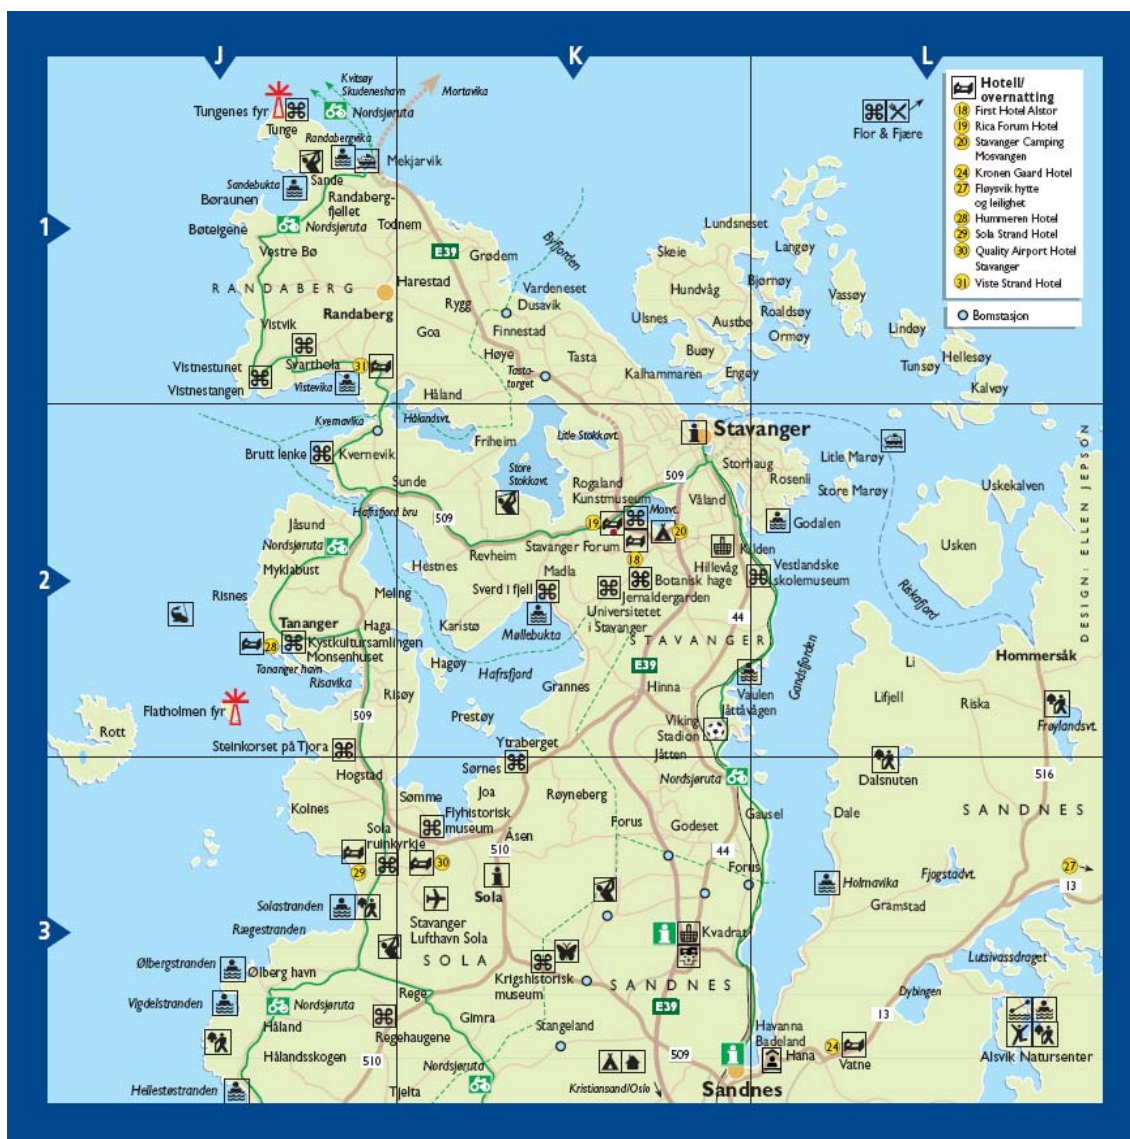 J
K
L
1
2
3
Kvitsøy
Skudeneshavn
Mortavika
Tungenes fyr
Nordsjøruta
Tunge
Randabergvika
Mekjarvik
Sandebukta
Sande
Børaunen
Randaberg-
fjellet
Bøteigene
Nordsjøruta
Todnem
Vestre Bø
E39
Grødem
Byfjorden
RANDABERG
Harestad
Vardeneset
Dusavik
Rygg
Randaberg
Finnestad
Vistvik
Goa
Høye
Tasta
Svarthola
31
Tasta-
torget
Vistnestunet
Vistnestangen
Vistevika
Håland
Flor & Fjære
Lundsneset
Skeie
Langøy
Hundvåg
Bjørnøy
Vassøy
Roaldsøy
Ulsnes
Austbø
Ormøy
Lindøy
Buøy
Hellesøy
Kalhammaren
Engøy
Tunsøy
Kalvøy
Hotell/
overnatting
18 First Hotel Alstor
19 Rica Forum Hotel
20 Stavanger Camping
Mosvangen
24 Kronen Gaard Hotel
27 Fløysvik hytte
og leilighet
28 Hummeren Hotel
29 Sola Strand Hotel
30 Quality Airport Hotel
Stavanger
31 Viste Strand Hotel
Bomstasjon
Kvernavika
Hålandsvt.
Friheim
Litle Stokkavt.
Stavanger
Brutt lenke
Kvernevik
Store
Stokkavt.
Storhaug
Litle Marøy
Sunde
Rogaland
Kunstmuseum
509
Rosenli
Store Marøy
Uskekalven
Hafrsfjord bru
509
Mosvt.
Våland
Jåsund
19
20
Godalen
Nordsjøruta
Revheim
Stavanger Forum
18
Kilden
Usken
Myklabust
Hestnes
Madla
Hillevåg
Vestlandske
skolemuseum
Sverd I fjell
Botanisk hage
Jernaldergarden
Risnes
Meling
Universitetet
i Stavanger
44
Riskafjord
Tananger
Haga
Karistø
Møllebukta
STAVANGER
28
Kystkultursamlingen
Monsenhuset
Tananger havn
Risavika
Hagøy
Hafrsfjord
E39
Gandsfjorden
Li
Hommersåk
Risøy
Grannes
Hinna
Vaulen
Jåttåvågen
Lifjell
Riska
Flatholmen fyr
509
Prestøy
Viking
Stadion
Frøylandsvt.
Rott
Steinkorset på Tjora
Ytraberget
Jåtten
DESIGN: ELLEN JEPSON
Hogstad
Sørnes
Nordsjøruta
Dalsnuten
516
Kolnes
Sømme
Joa
Røyneberg
Gausel
Dale
SANDNES
Sola
ruinkyrkje
Flyhistorisk
museum
Åsen
Forus
Godeset
29
30
510
44
Forus
27
Sola
Holmavika
Fjogstadvt.
13
Solastranden
Gramstad
Rægestranden
Stavanger
Lufthavn Sola
Kvadrat
Ølbergstranden
Ølberg havn
SOLA
Lutsivassdraget
Krigshistorisk
museum
SANDNES
Vigdelstranden
Nordsjøruta
Rege
E39
Dybingen
Håland
Regehaugene
Gimra
Stangeland
Havanna
Badeland
13
Hålandsskogen
510
Nordsjøruta
509
Hana
24
Vatne
Alsvik Natursenter
Hellestøstranden
Tjelta
Kristiansand/Oslo
Sandnes